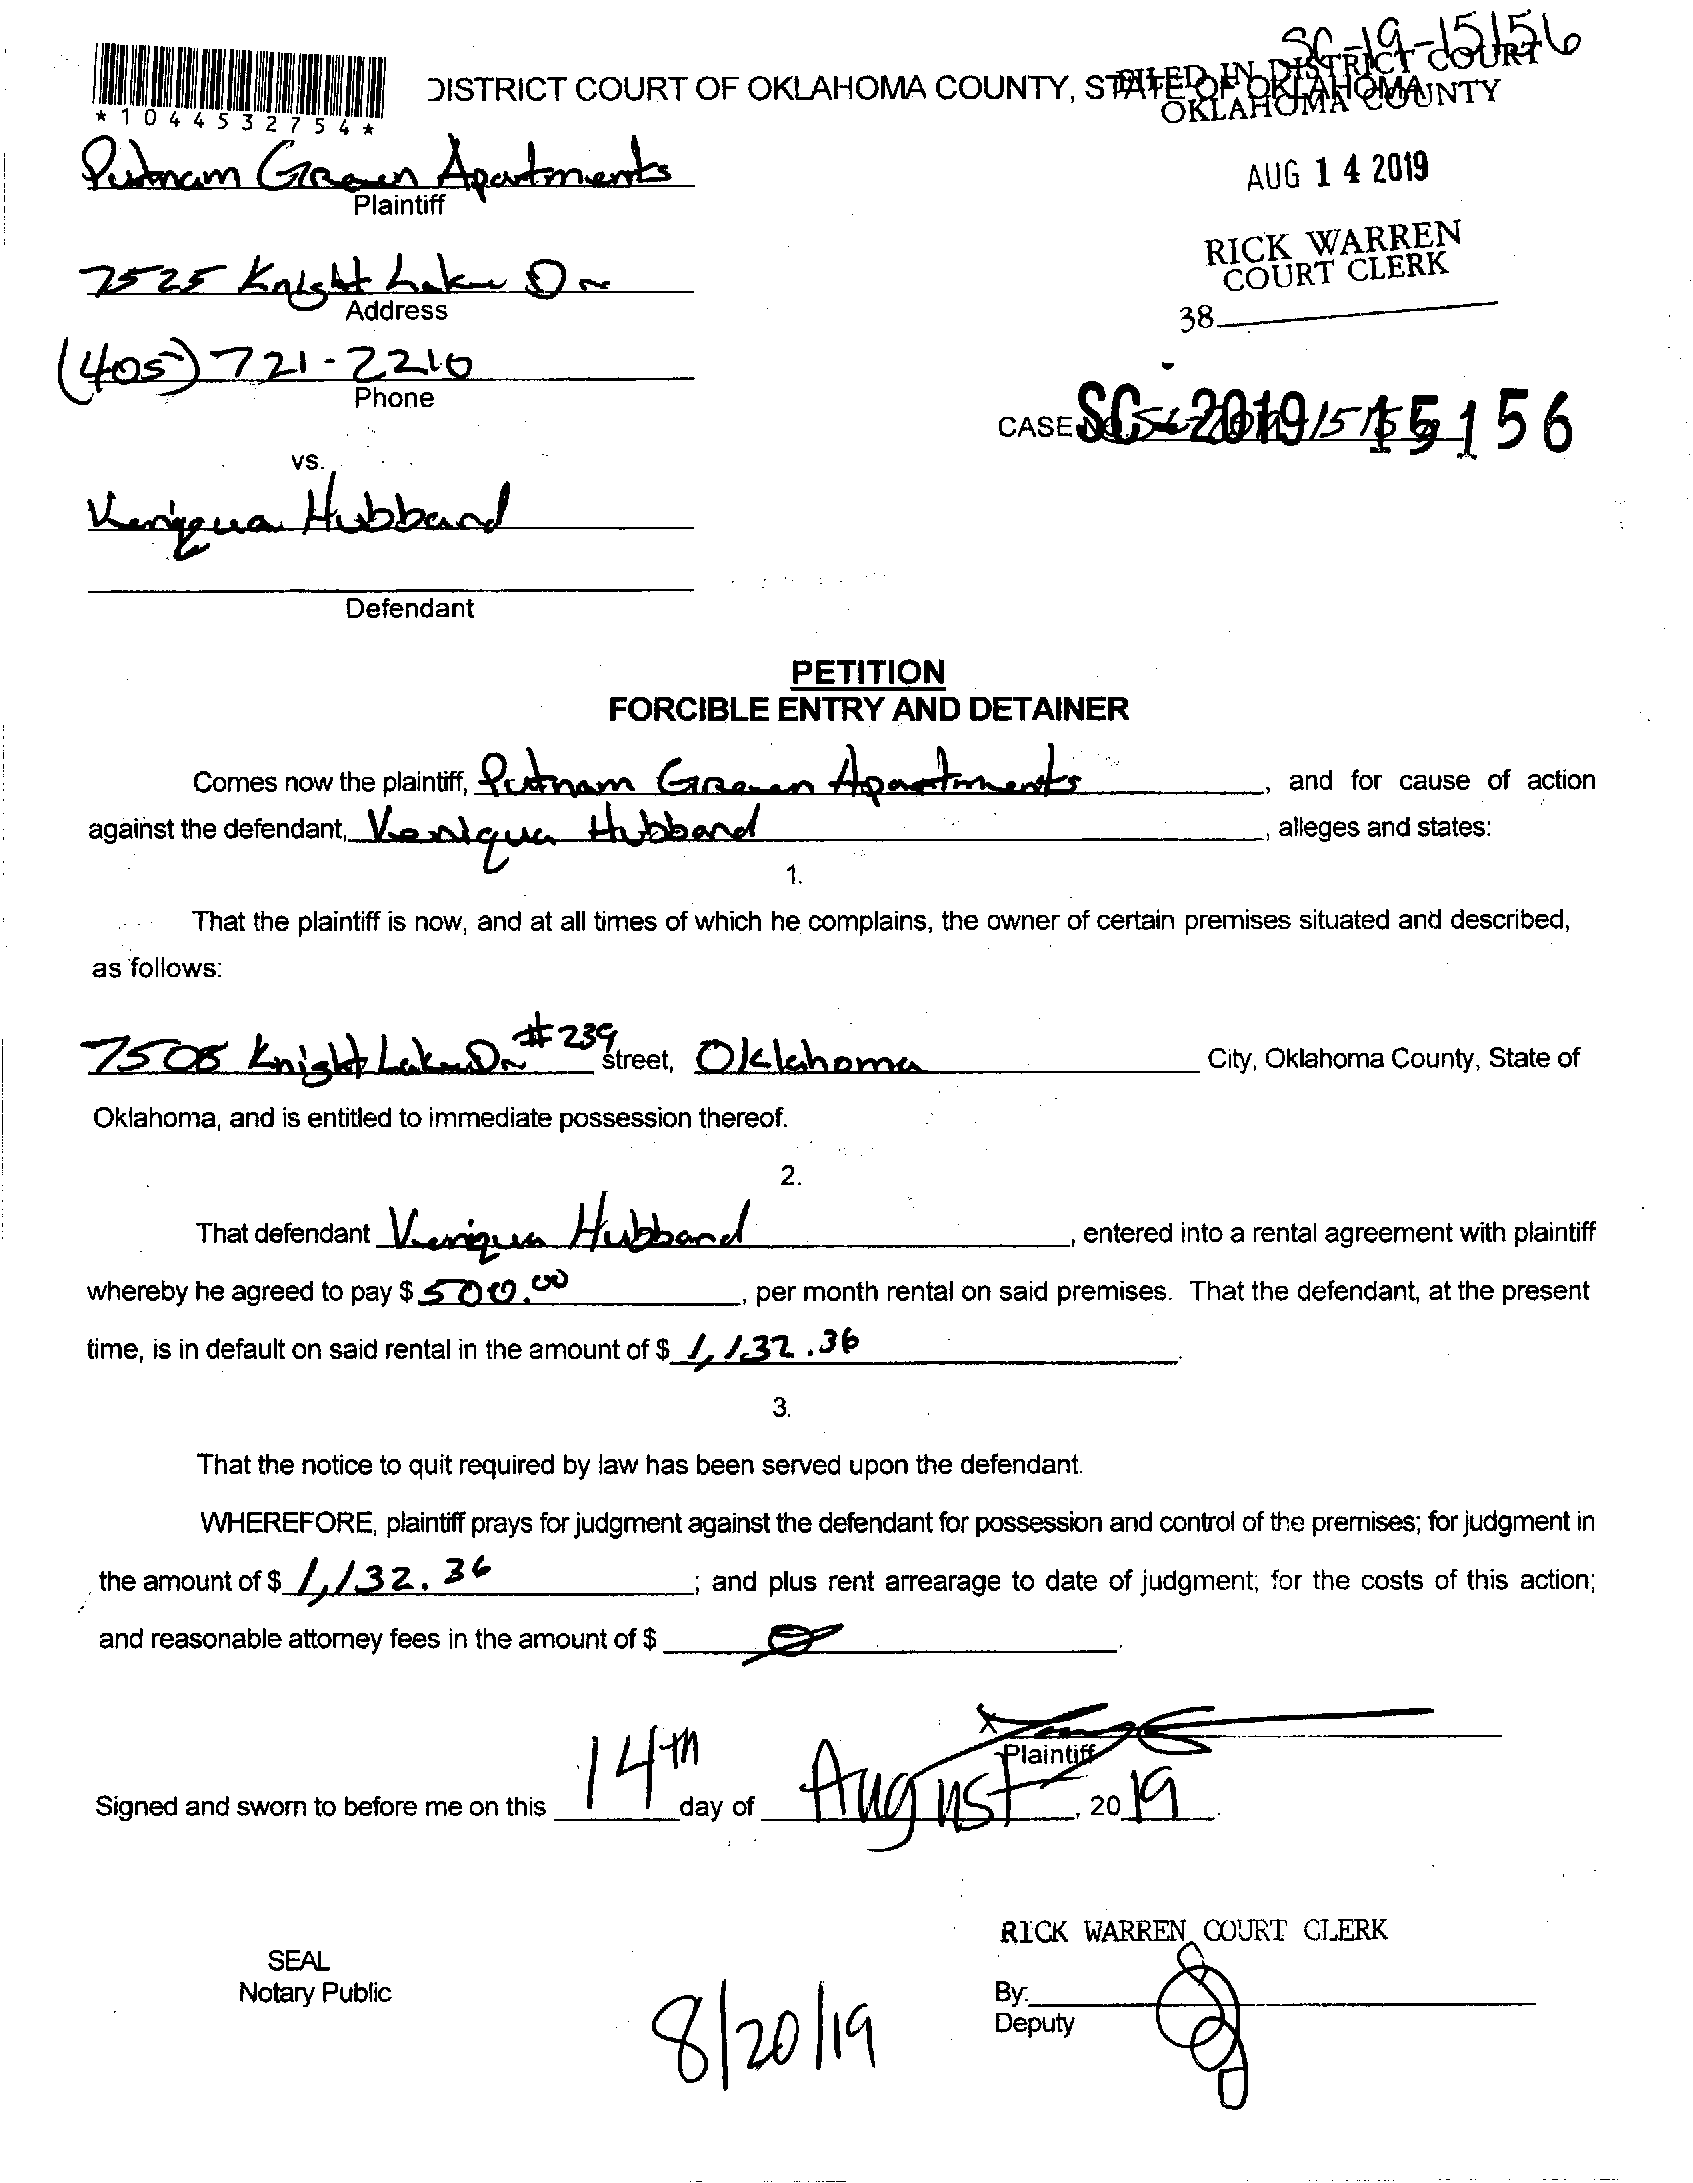 SC-19-15156
DISTRICT COURT OF OKLAHOMA COUNTY, STATE OF OKLAHOMA
FILED IN DISTRICT COURT
OKLAHOMA COUNTY
*1044532754*
Putnam Green Apartments
Plaintiff
AUG 14 2019
RICK WARREN
COURT CLERK
38
7525 Knight Lake Dr
Address
(405) 721-2210
Phone
CASE NO. SC-2019-15156
SC-2019-15156
vs.
Veniqua Hubbard
Defendant
PETITION
FORCIBLE ENTRY AND DETAINER
Comes now the plaintiff, Putnam Green Apartments, and for cause of action
against the defendant, Veniqua Hubbard, alleges and states:
1.
That the plaintiff is now, and at all times of which he complains, the owner of certain premises situated and described,
as follows:
7508 Knight Lake Dr #239 street, Oklahoma City, Oklahoma County, State of
Oklahoma, and is entitled to immediate possession thereof.
2.
That defendant Veniqua Hubbard, entered into a rental agreement with plaintiff
whereby he agreed to pay $ 500.00, per month rental on said premises. That the defendant, at the present
time, is in default on said rental in the amount of $ 1,132.36.
3.
That the notice to quit required by law has been served upon the defendant.
WHEREFORE, plaintiff prays for judgment against the defendant for possession and control of the premises; for judgment in
the amount of $ 1,132.36; and plus rent arrearage to date of judgment; for the costs of this action;
and reasonable attorney fees in the amount of $ 0.
x
Plaintiff
Signed and sworn to before me on this 14th day of August, 2019.
RICK WARREN COURT CLERK
SEAL
Notary Public
By:
Deputy
8/20/19